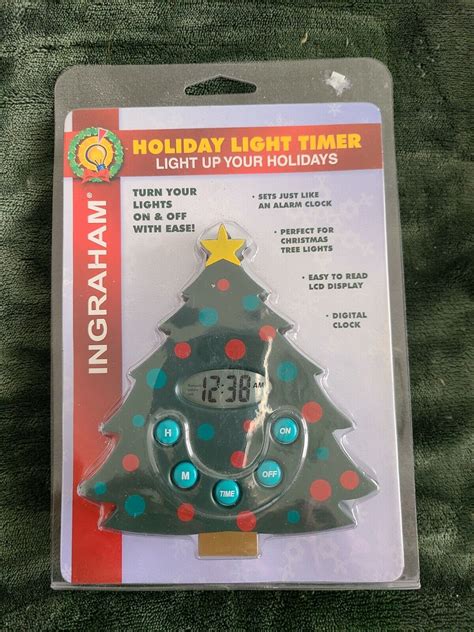 HOLIDAY LIGHT TIMER
LIGHT UP YOUR HOLIDAYS
INGRAHAM®
TURN YOUR
LIGHTS
ON & OFF
WITH EASE!
• SETS JUST LIKE
AN ALARM CLOCK
• PERFECT FOR
CHRISTMAS
TREE LIGHTS
• EASY TO READ
LCD DISPLAY
• DIGITAL
CLOCK
12:38 AM
H
ON
M
OFF
TIME